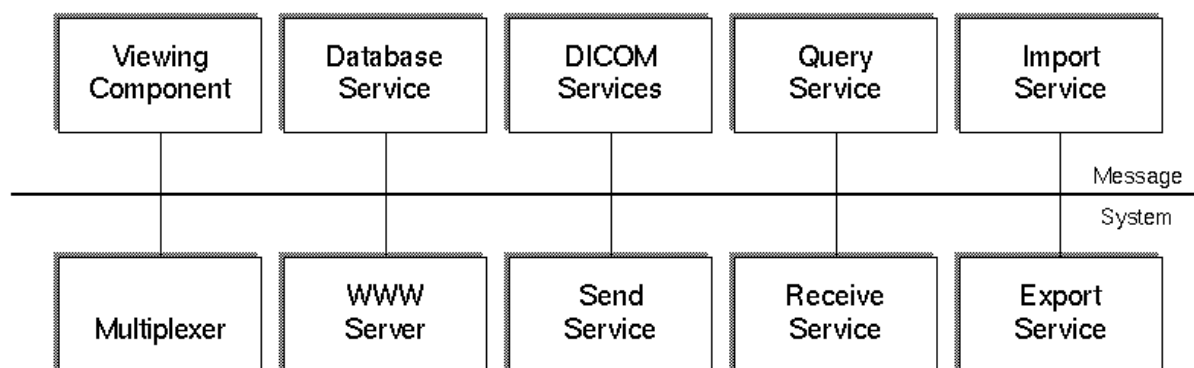 Viewing
Component
Database
Service
DICOM
Services
Query
Service
Import
Service
Message
System
Multiplexer
WWW
Server
Send
Service
Receive
Service
Export
Service